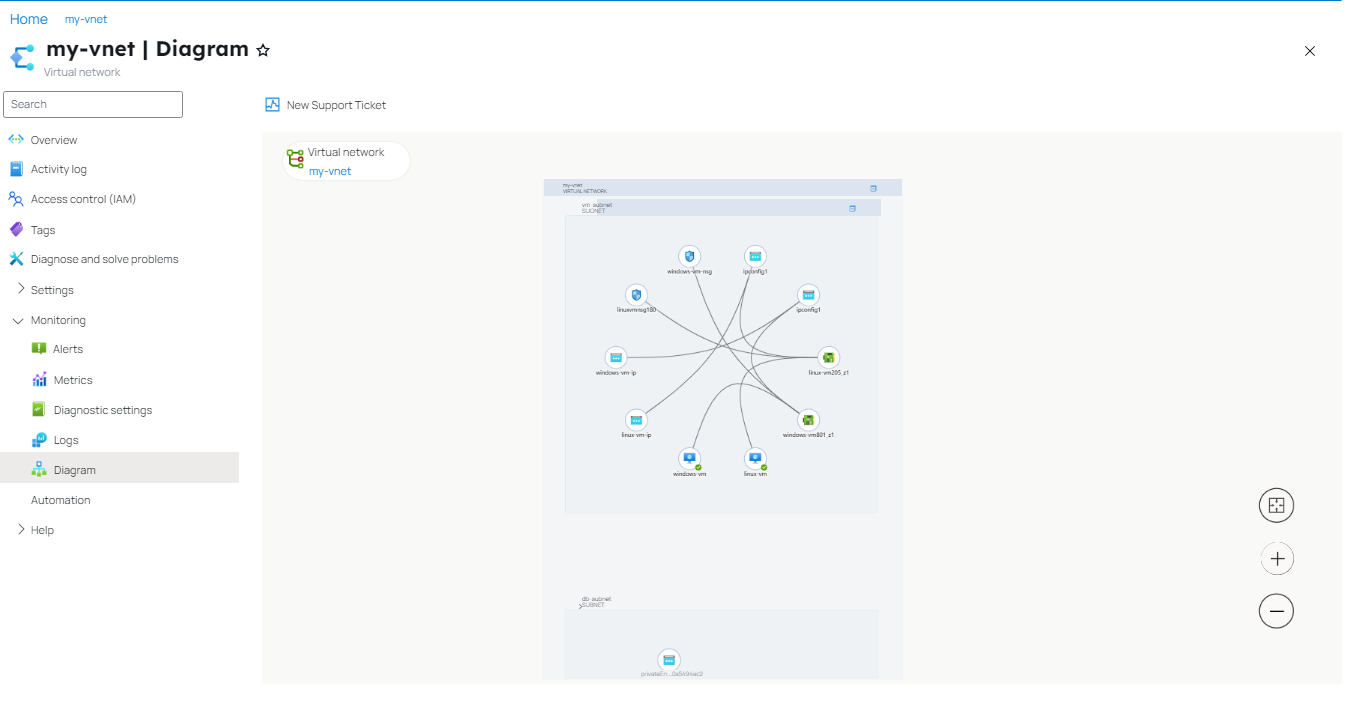 Home my-vnet
my-vnet | Diagram
Virtual network
Search
New Support Ticket
Overview
Activity log
Access control (IAM)
Tags
Diagnose and solve problems
Settings
Monitoring
Alerts
Metrics
Diagnostic settings
Logs
Diagram
Automation
Help
Virtual network
my-vnet
my-vnet
VIRTUAL NETWORK
vm-subnet
SUBNET
windows-vm-nsg
ipconfig1
linuxvmnsg180
ipconfig1
windows-vm-ip
linux-vm205_z1
linux-vm-ip
windows-vm801_z1
windows-vm
linux-vm
db-subnet
SUBNET
privateEn...0a5494ac2